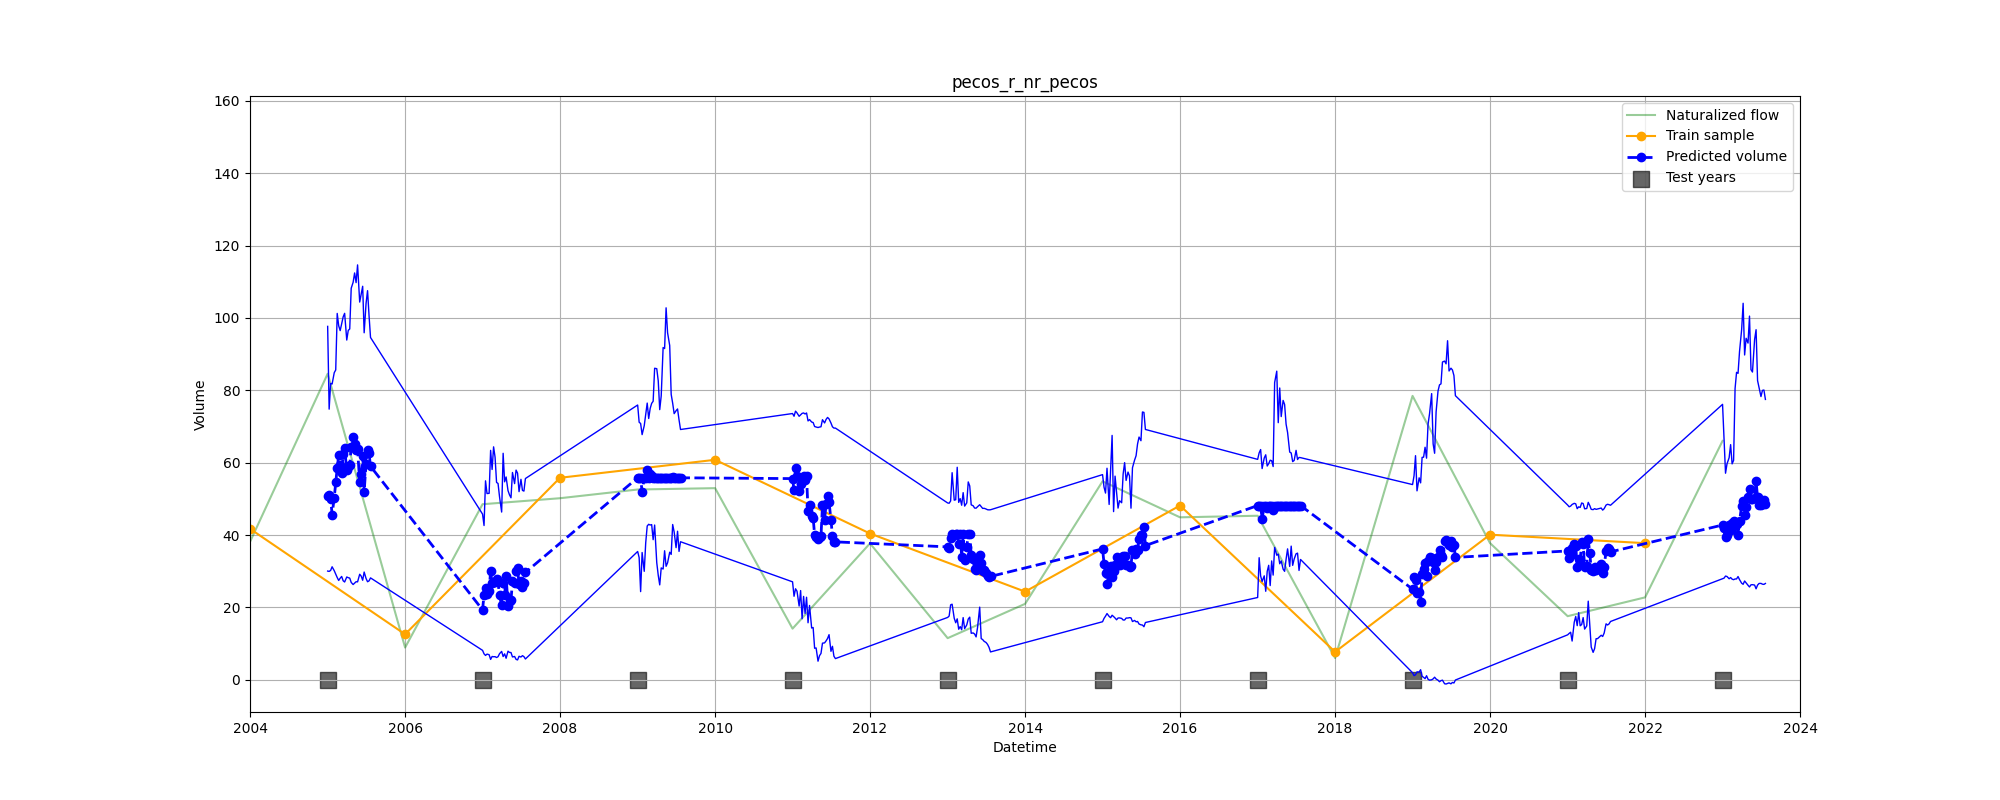 pecos_r_nr_pecos
Volume
160
140
120
100
80
60
40
20
0
Naturalized flow
Train sample
Predicted volume
Test years
2004 2006 2008 2010 2012 2014 2016 2018 2020 2022 2024
Datetime